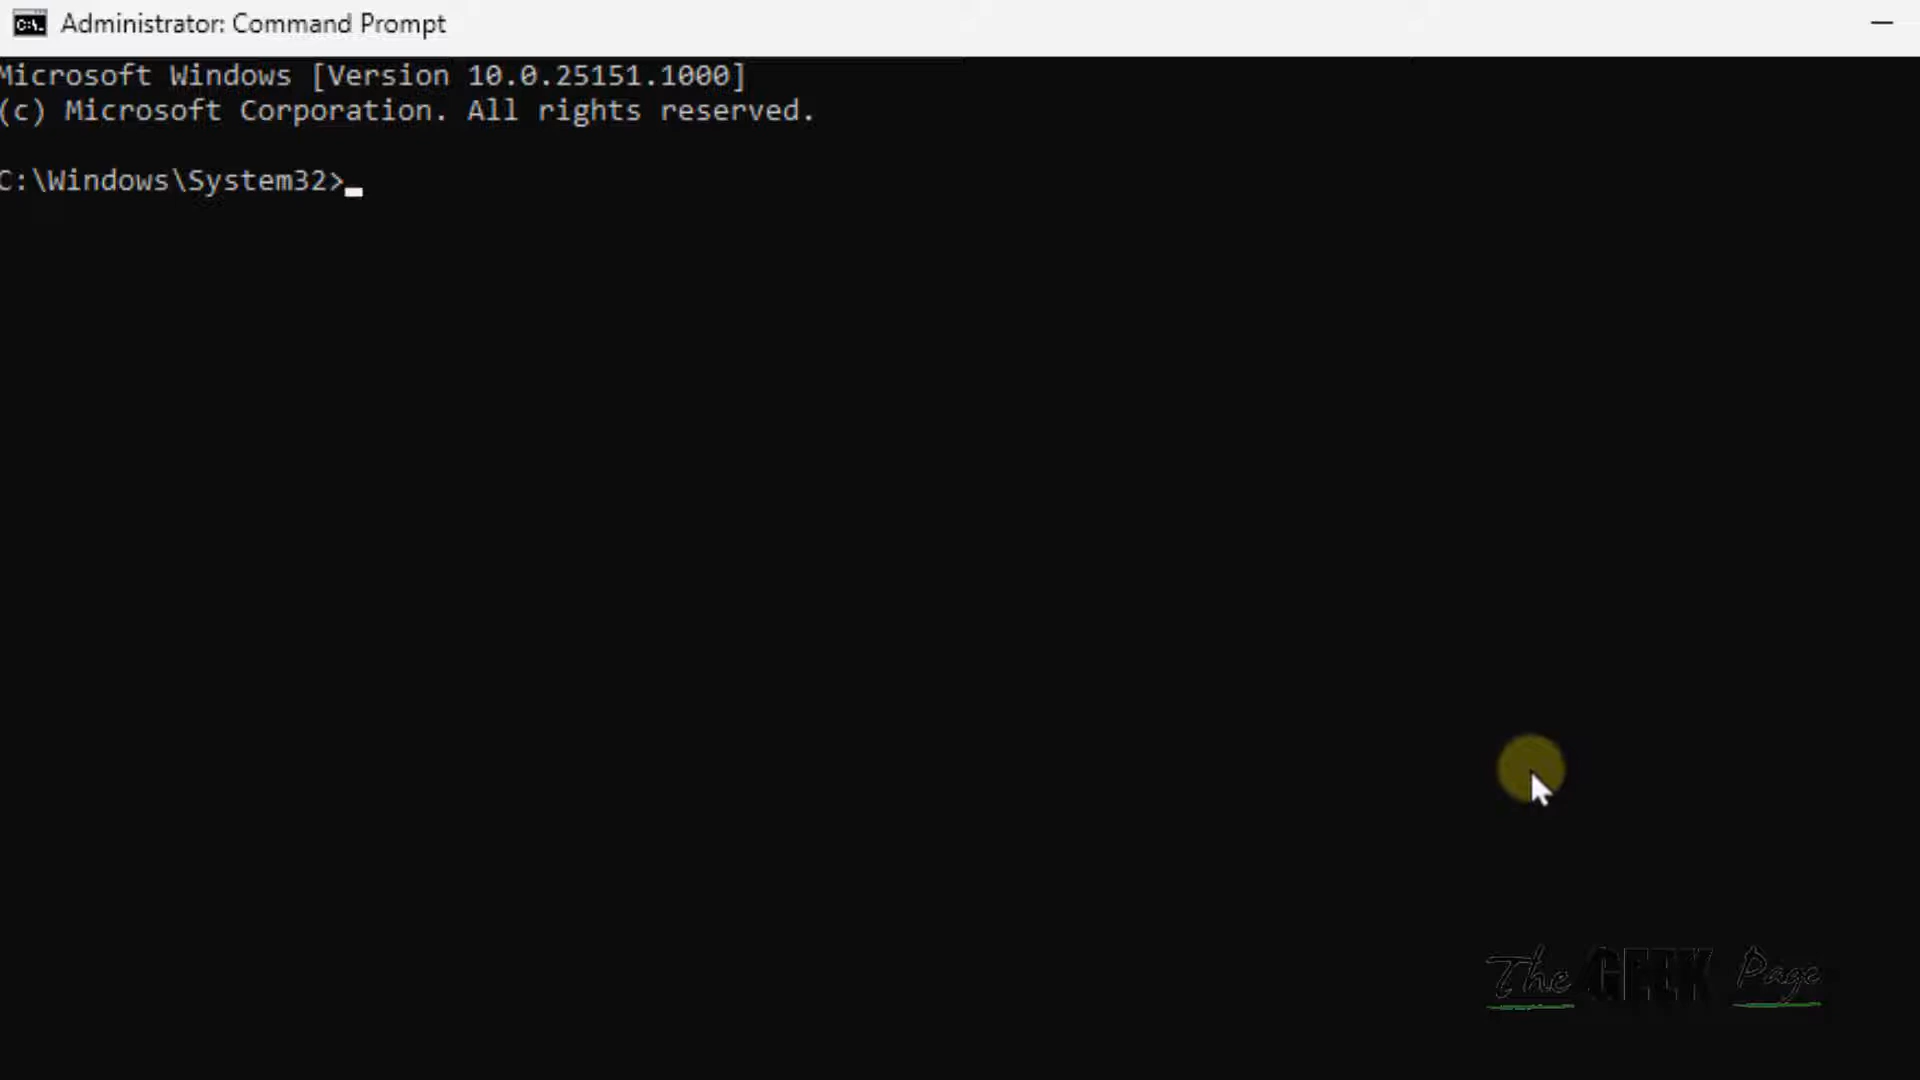 Administrator: Command Prompt
Microsoft Windows [Version 10.0.25151.1000]
(c) Microsoft Corporation. All rights reserved.
C:\Windows\System32>
The GEEK Page